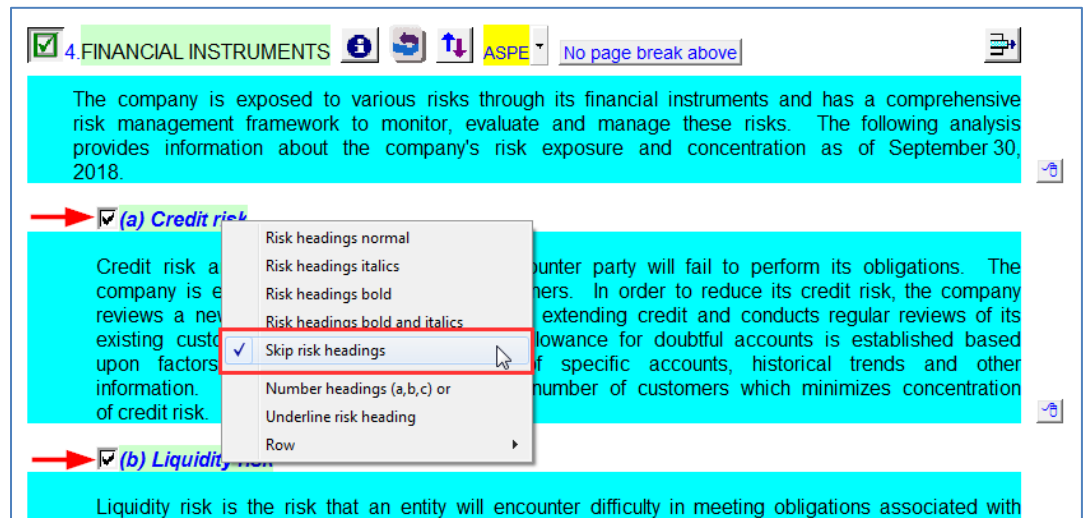 4.FINANCIAL INSTRUMENTS ASPE No page break above
The company is exposed to various risks through its financial instruments and has a comprehensive
risk management framework to monitor, evaluate and manage these risks. The following analysis
provides information about the company's risk exposure and concentration as of September 30,
2018.
(a) Credit risk
Risk headings normal
Risk headings italics
Risk headings bold
Risk headings bold and italics
Skip risk headings
Number headings (a,b,c) or
Underline risk heading
Row
Credit risk a unter party will fail to perform its obligations. The
company is e ners. In order to reduce its credit risk, the company
reviews a new extending credit and conducts regular reviews of its
existing custo lowance for doubtful accounts is established based
upon factors of specific accounts, historical trends and other
information. number of customers which minimizes concentration
of credit risk.
(b) Liquidity risk
Liquidity risk is the risk that an entity will encounter difficulty in meeting obligations associated with